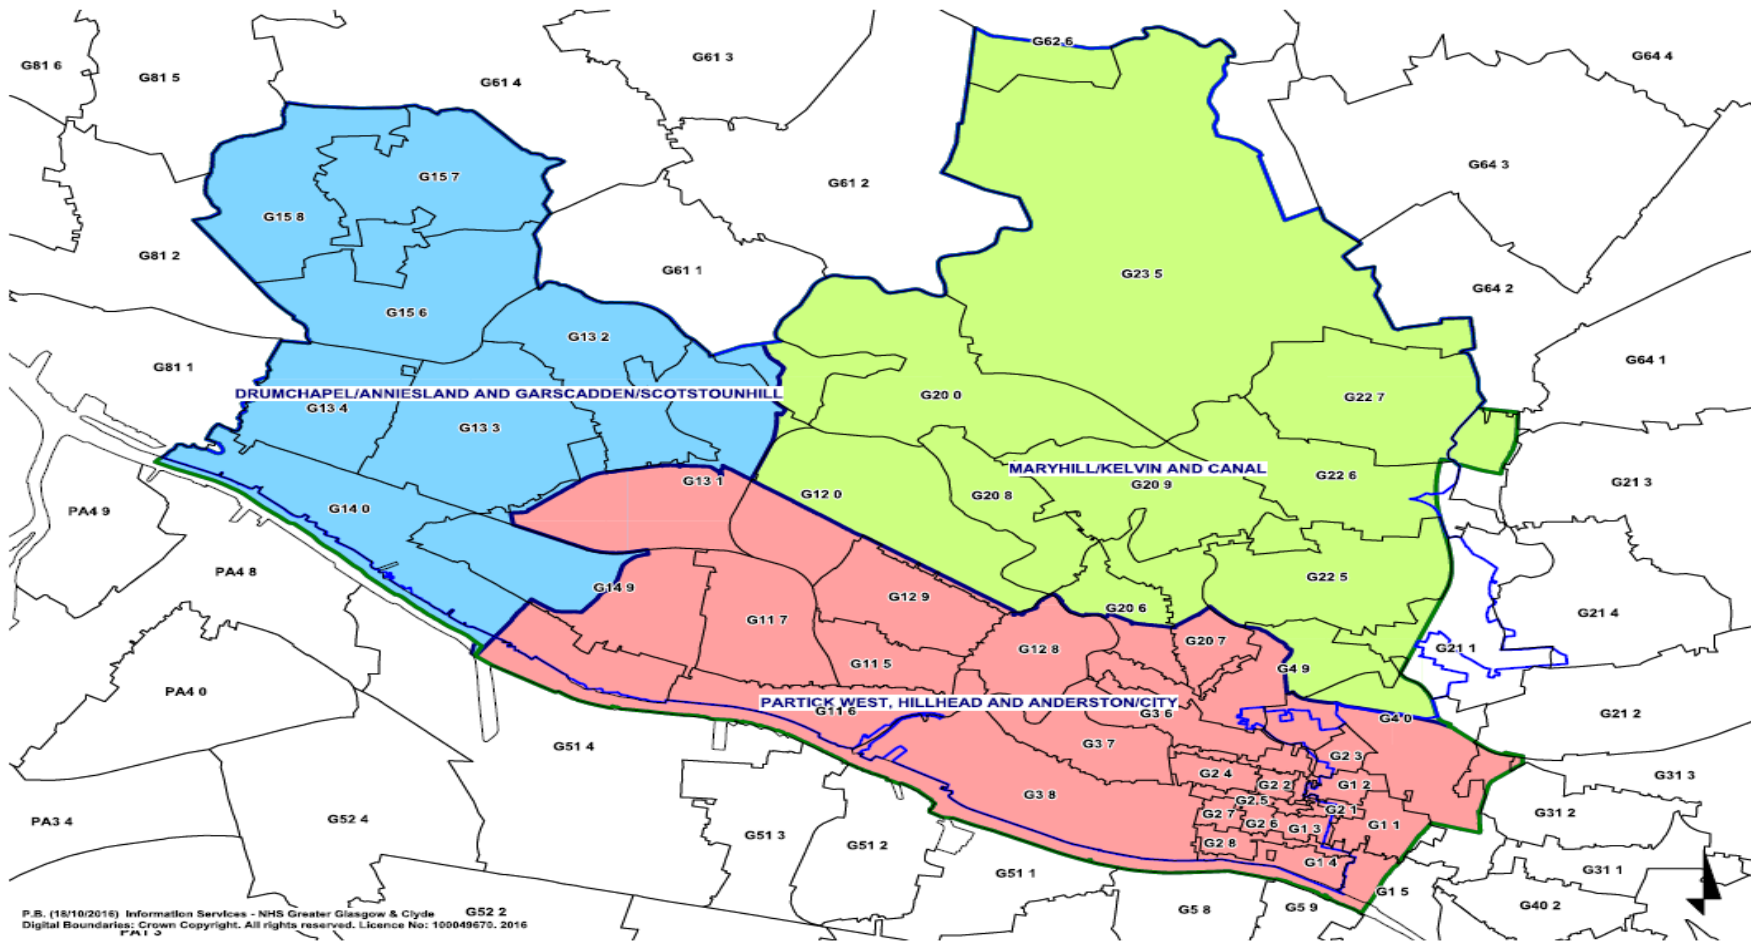 G62 6
G81 6
G81 5
G61 4
G61 3
G64 4
G64 3
G15 7
G61 2
G15 8
G81 2
G61 1
G23 5
G64 2
G15 6
G13 2
G81 1
G64 1
DRUMCHAPEL/ANNIESLAND AND GARSCADDEN/SCOTSTOUNHILL
G13 4
G20 0
G22 7
G13 3
MARYHILL/KELVIN AND CANAL
G13 1
G12 0
G20 8
G20 9
G22 6
G21 3
PA4 9
G14 0
PA4 8
G14 9
G12 9
G20 6
G22 5
G21 4
G11 7
G12 8
G20 7
G21 1
G11 5
G4 9
PA4 0
PARTICK WEST, HILLHEAD AND ANDERSTON/CITY
G11 6
G3 6
G4 0
G21 2
G51 4
G3 7
G2 3
G2 4
G2 2
G1 2
G31 3
G3 8
G2 5
G2 7
G2 6
G1 3
G2 1
G1 1
G31 2
PA3 4
G52 4
G51 3
G51 2
G2 8
G1 4
G51 1
G1 5
G31 1
G52 2
G5 8
G5 9
G40 2
P.B. (18/10/2016) Information Services - NHS Greater Glasgow & Clyde
Digital Boundaries: Crown Copyright. All rights reserved. Licence No: 100049670. 2016
PA1 3